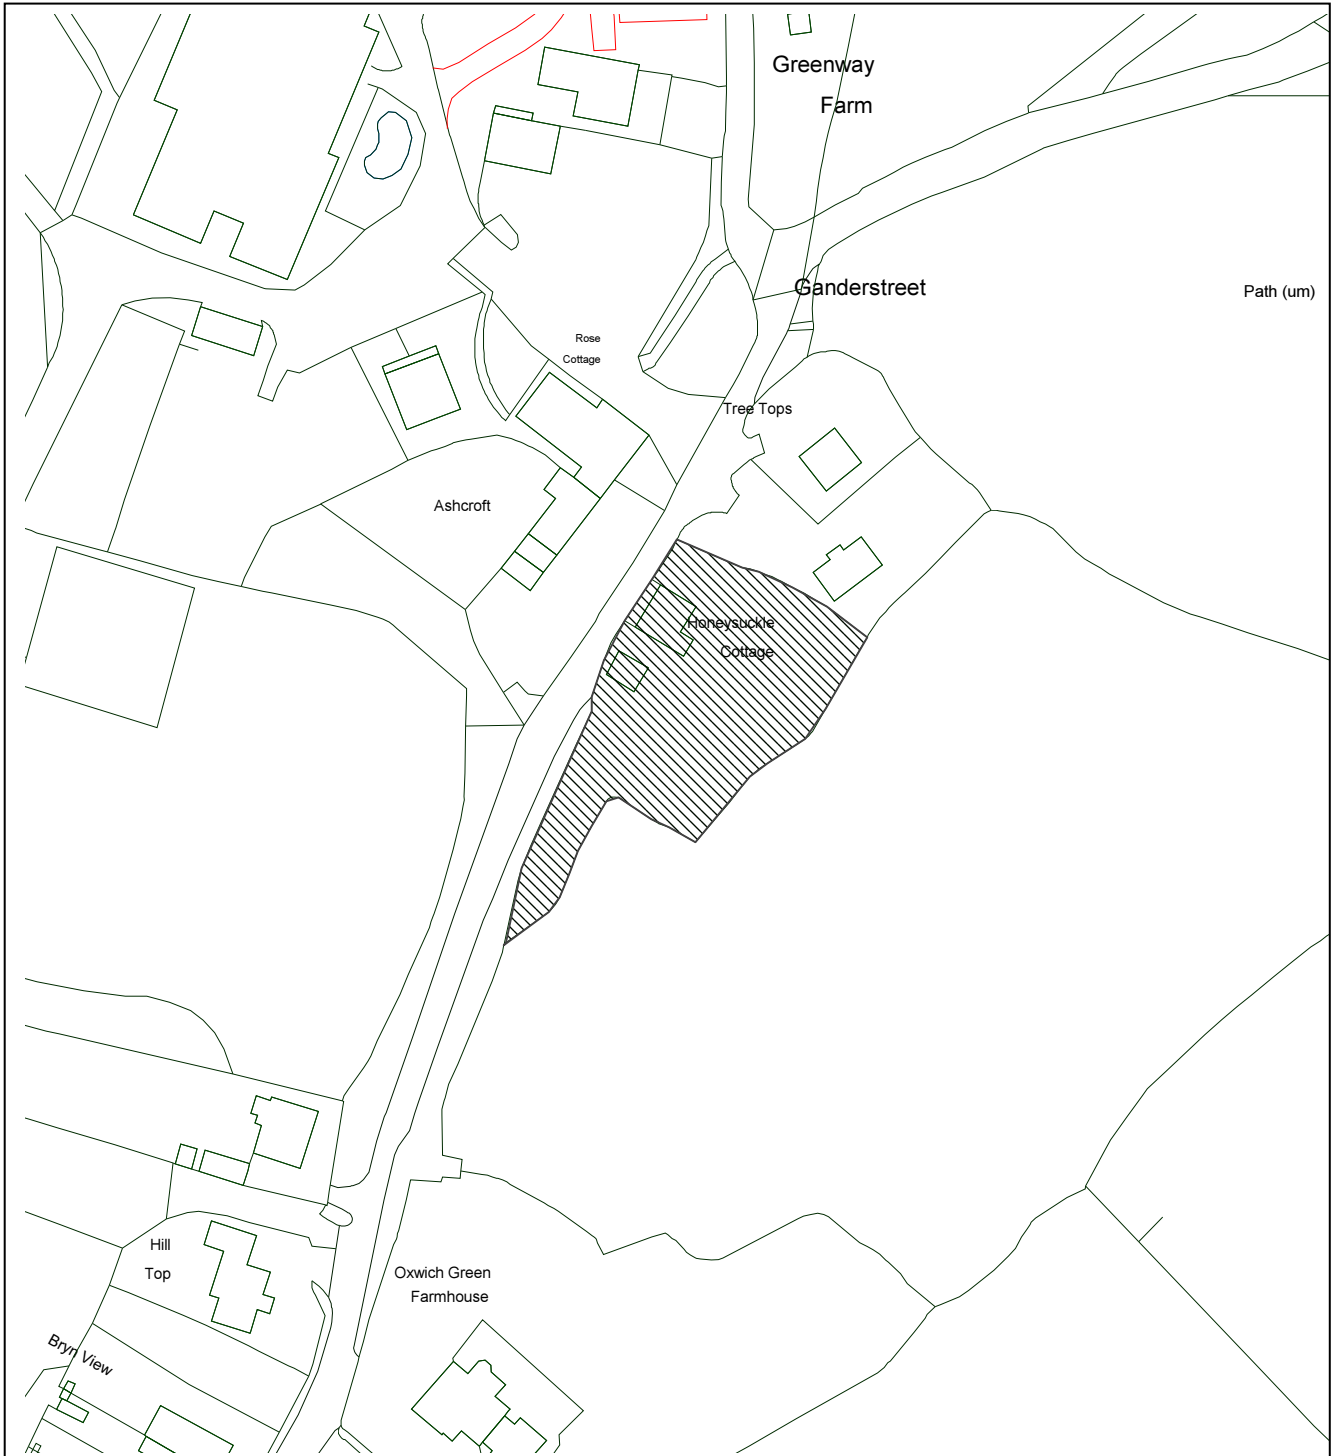 Greenway
Farm
Ganderstreet
Path (um)
Rose
Cottage
Tree Tops
Ashcroft
Honeysuckle
Cottage
Hill
Top
Oxwich Green
Farmhouse
Bryn View